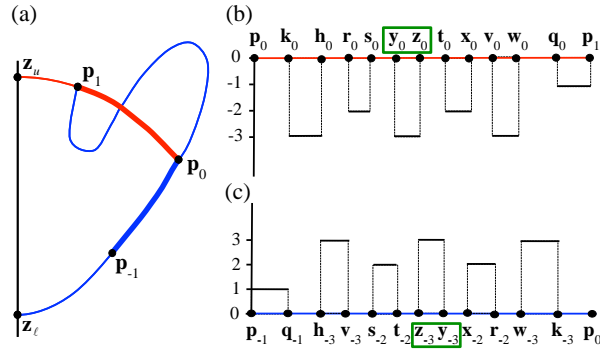 (a)
z_u
p_1
p_0
p_-1
z_ℓ
(b)
p_0 k_0 h_0 r_0 s_0 y_0 z_0 t_0 x_0 v_0 w_0 q_0 p_1
0
-1
-2
-3
(c)
3
2
1
0
p_-1 q_-1 h_-3 v_-3 s_-2 t_-2 z_-3 y_-3 x_-2 r_-2 w_-3 k_-3 p_0